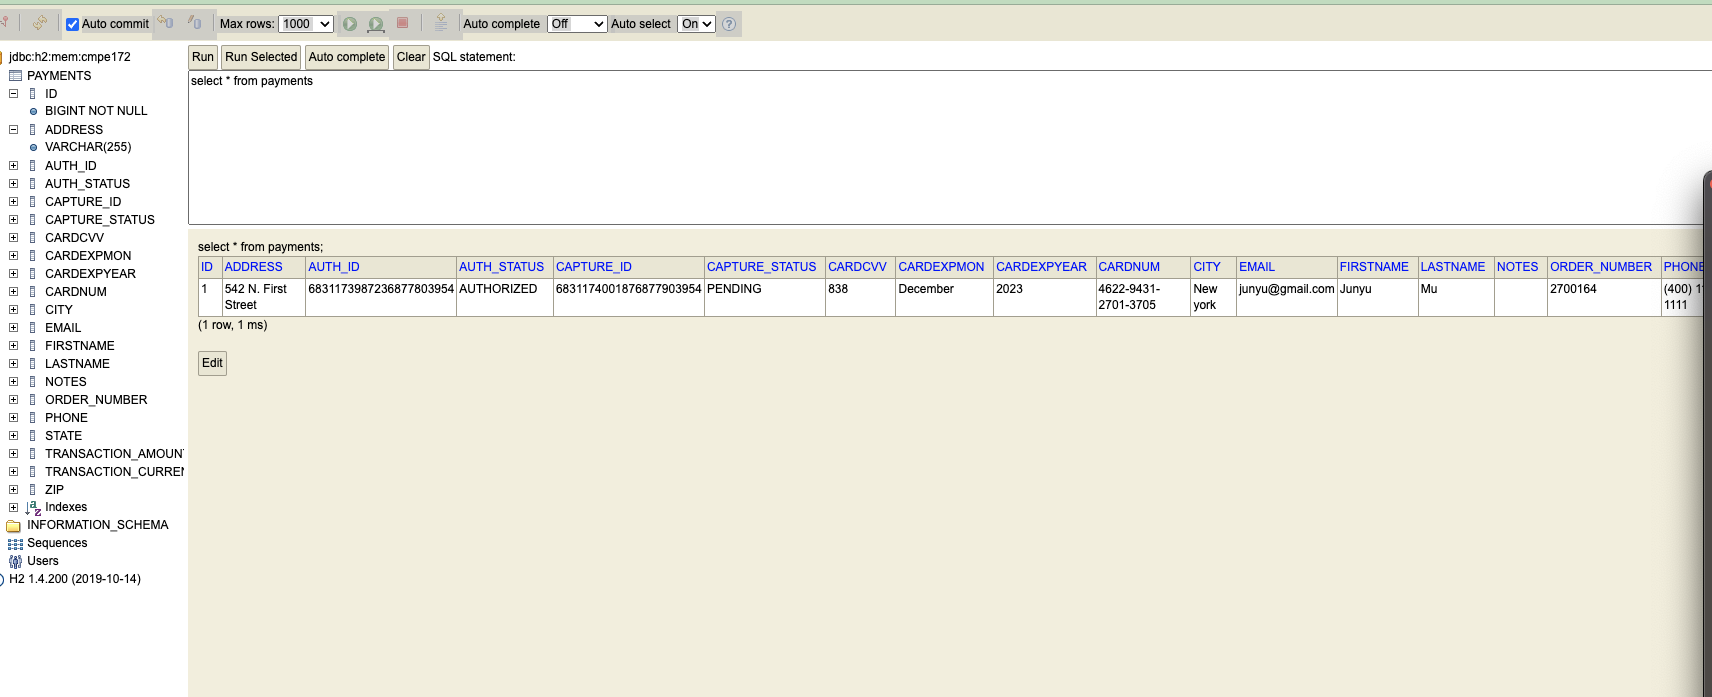 Auto commit Max rows: 1000 Auto complete Off Auto select On
jdbc:h2:mem:cmpe172
PAYMENTS
ID
BIGINT NOT NULL
ADDRESS
VARCHAR(255)
AUTH_ID
AUTH_STATUS
CAPTURE_ID
CAPTURE_STATUS
CARDCVV
CARDEXPMON
CARDEXPYEAR
CARDNUM
CITY
EMAIL
FIRSTNAME
LASTNAME
NOTES
ORDER_NUMBER
PHONE
STATE
TRANSACTION_AMOUN
TRANSACTION_CURREN
ZIP
Indexes
INFORMATION_SCHEMA
Sequences
Users
H2 1.4.200 (2019-10-14)
Run Run Selected Auto complete Clear SQL statement:
select * from payments
select * from payments;
ID ADDRESS AUTH_ID AUTH_STATUS CAPTURE_ID CAPTURE_STATUS CARDCVV CARDEXPMON CARDEXPYEAR CARDNUM CITY EMAIL FIRSTNAME LASTNAME NOTES ORDER_NUMBER PHONE
1 542 N. First 6831173987236877803954 AUTHORIZED 6831174001876877903954 PENDING 838 December 2023 4622-9431- New junyu@gmail.com Junyu Mu 2700164 (400) 1
Street 2701-3705 york 1111
(1 row, 1 ms)
Edit